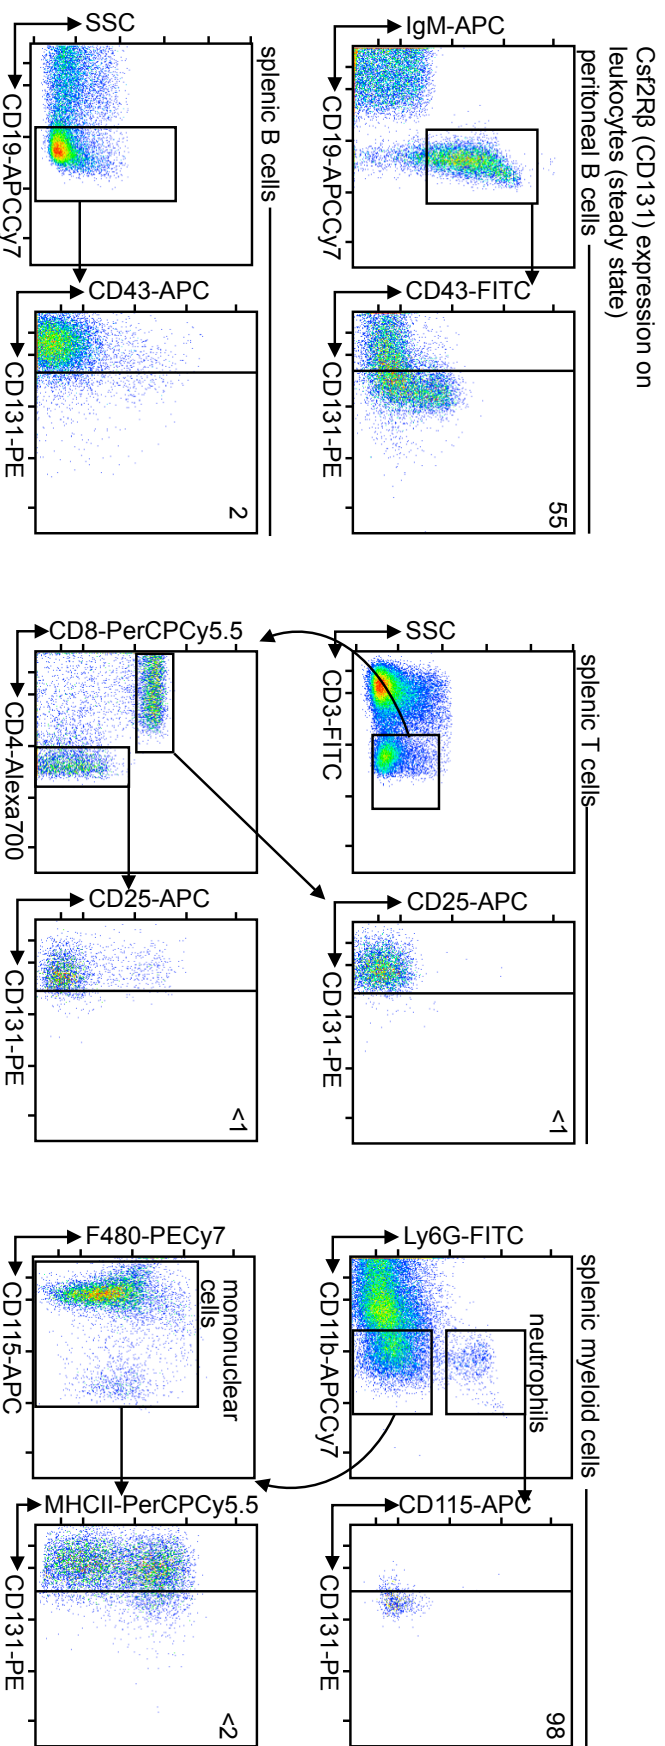 Csf2Rβ (CD131) expression on
leukocytes (steady state)
peritoneal B cells
IgM-APC
CD19-APCCy7
CD43-FITC
CD131-PE
55
splenic B cells
SSC
CD19-APCCy7
CD43-APC
CD131-PE
2
splenic T cells
SSC
CD3-FITC
CD25-APC
CD131-PE
<1
CD8-PerCPCy5.5
CD4-Alexa700
CD25-APC
CD131-PE
<1
splenic myeloid cells
neutrophils
Ly6G-FITC
CD11b-APCCy7
CD115-APC
CD131-PE
98
mononuclear
cells
F480-PECy7
CD115-APC
MHCII-PerCPCy5.5
CD131-PE
<2